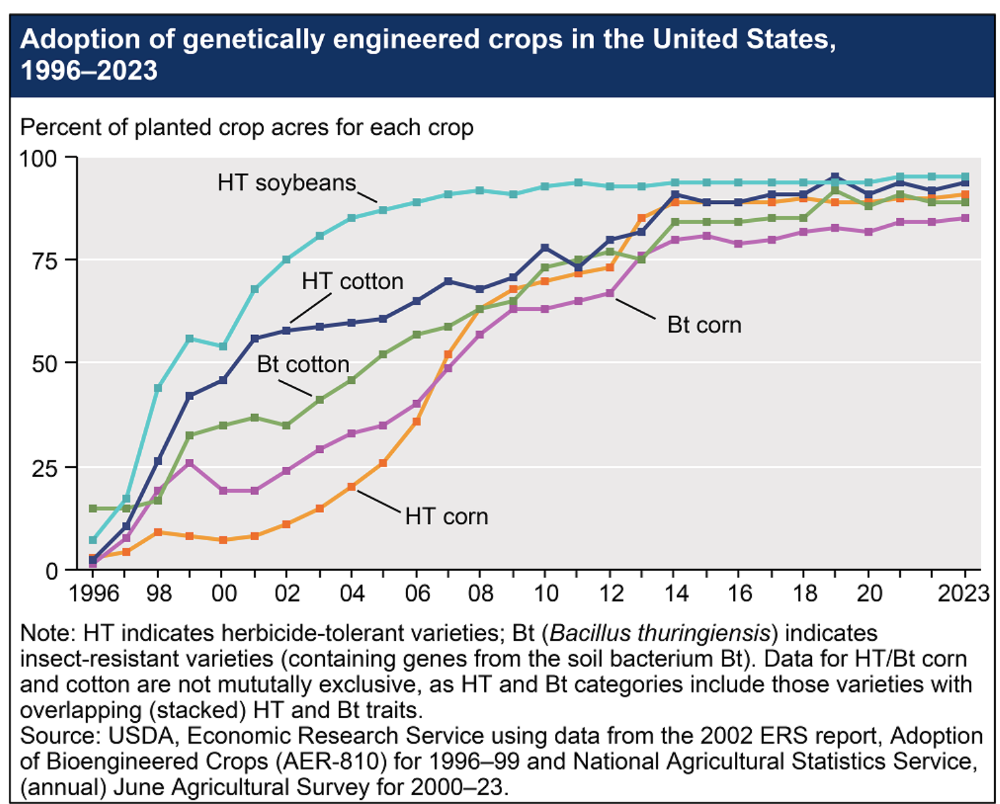 Adoption of genetically engineered crops in the United States,
1996–2023
Percent of planted crop acres for each crop
100
HT soybeans
75
HT cotton
Bt corn
50
Bt cotton
25
HT corn
0
1996 98 00 02 04 06 08 10 12 14 16 18 20 2023
Note: HT indicates herbicide-tolerant varieties; Bt (Bacillus thuringiensis) indicates
insect-resistant varieties (containing genes from the soil bacterium Bt). Data for HT/Bt corn
and cotton are not mututally exclusive, as HT and Bt categories include those varieties with
overlapping (stacked) HT and Bt traits.
Source: USDA, Economic Research Service using data from the 2002 ERS report, Adoption
of Bioengineered Crops (AER-810) for 1996–99 and National Agricultural Statistics Service,
(annual) June Agricultural Survey for 2000–23.